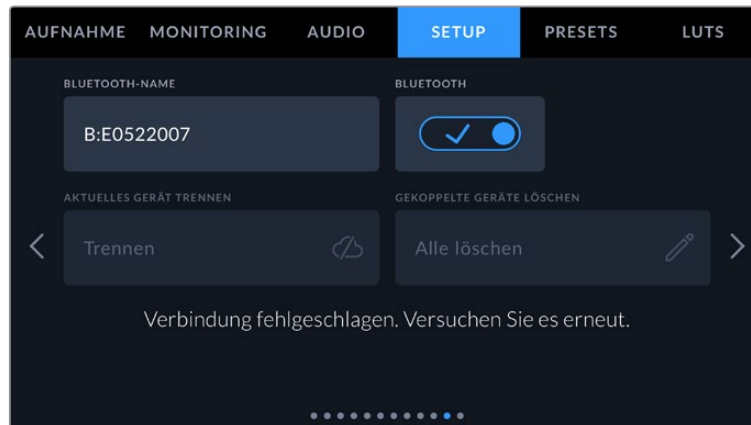 AUFNAHME MONITORING AUDIO SETUP PRESETS LUTS
BLUETOOTH-NAME BLUETOOTH
B:E0522007
AKTUELLES GERÄT TRENNEN GEKOPPELTE GERÄTE LÖSCHEN
Trennen Alle löschen
Verbindung fehlgeschlagen. Versuchen Sie es erneut.